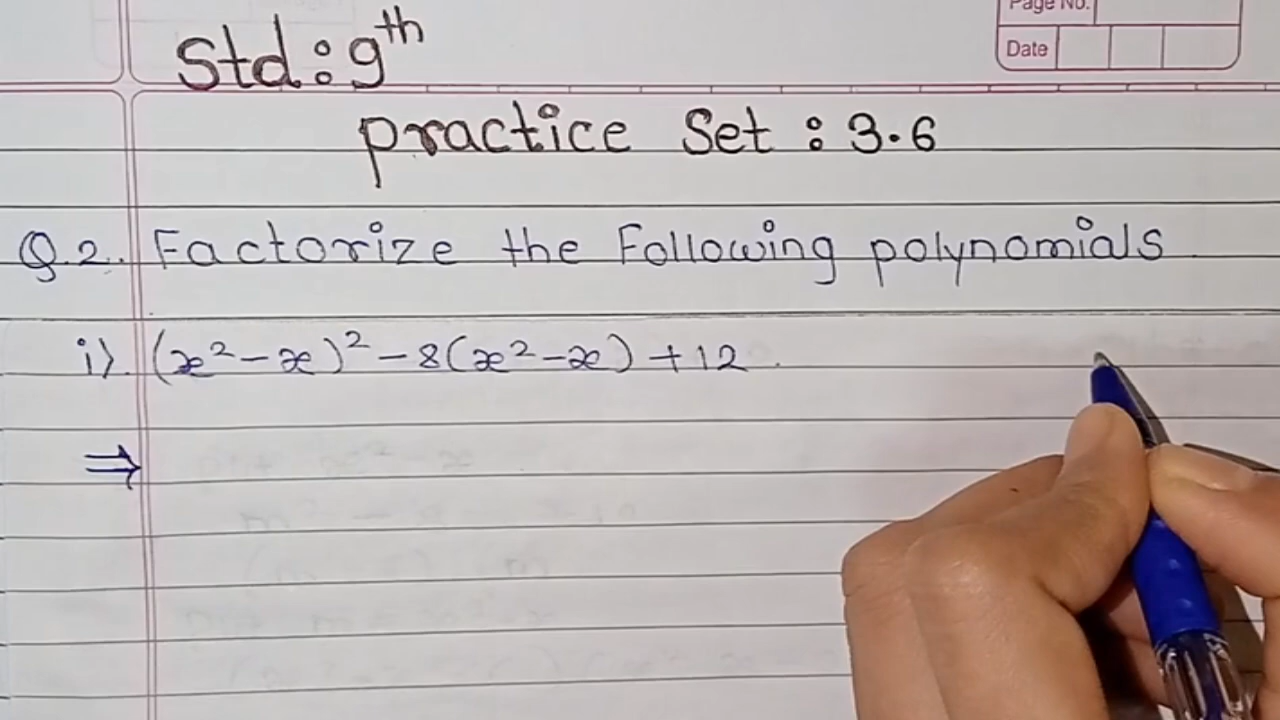 Page No.
Date
Std : 9th
Practice Set : 3.6
Q.2. Factorize the Following polynomials
i). (x² - x)² - 8(x² - x) + 12.
⇒